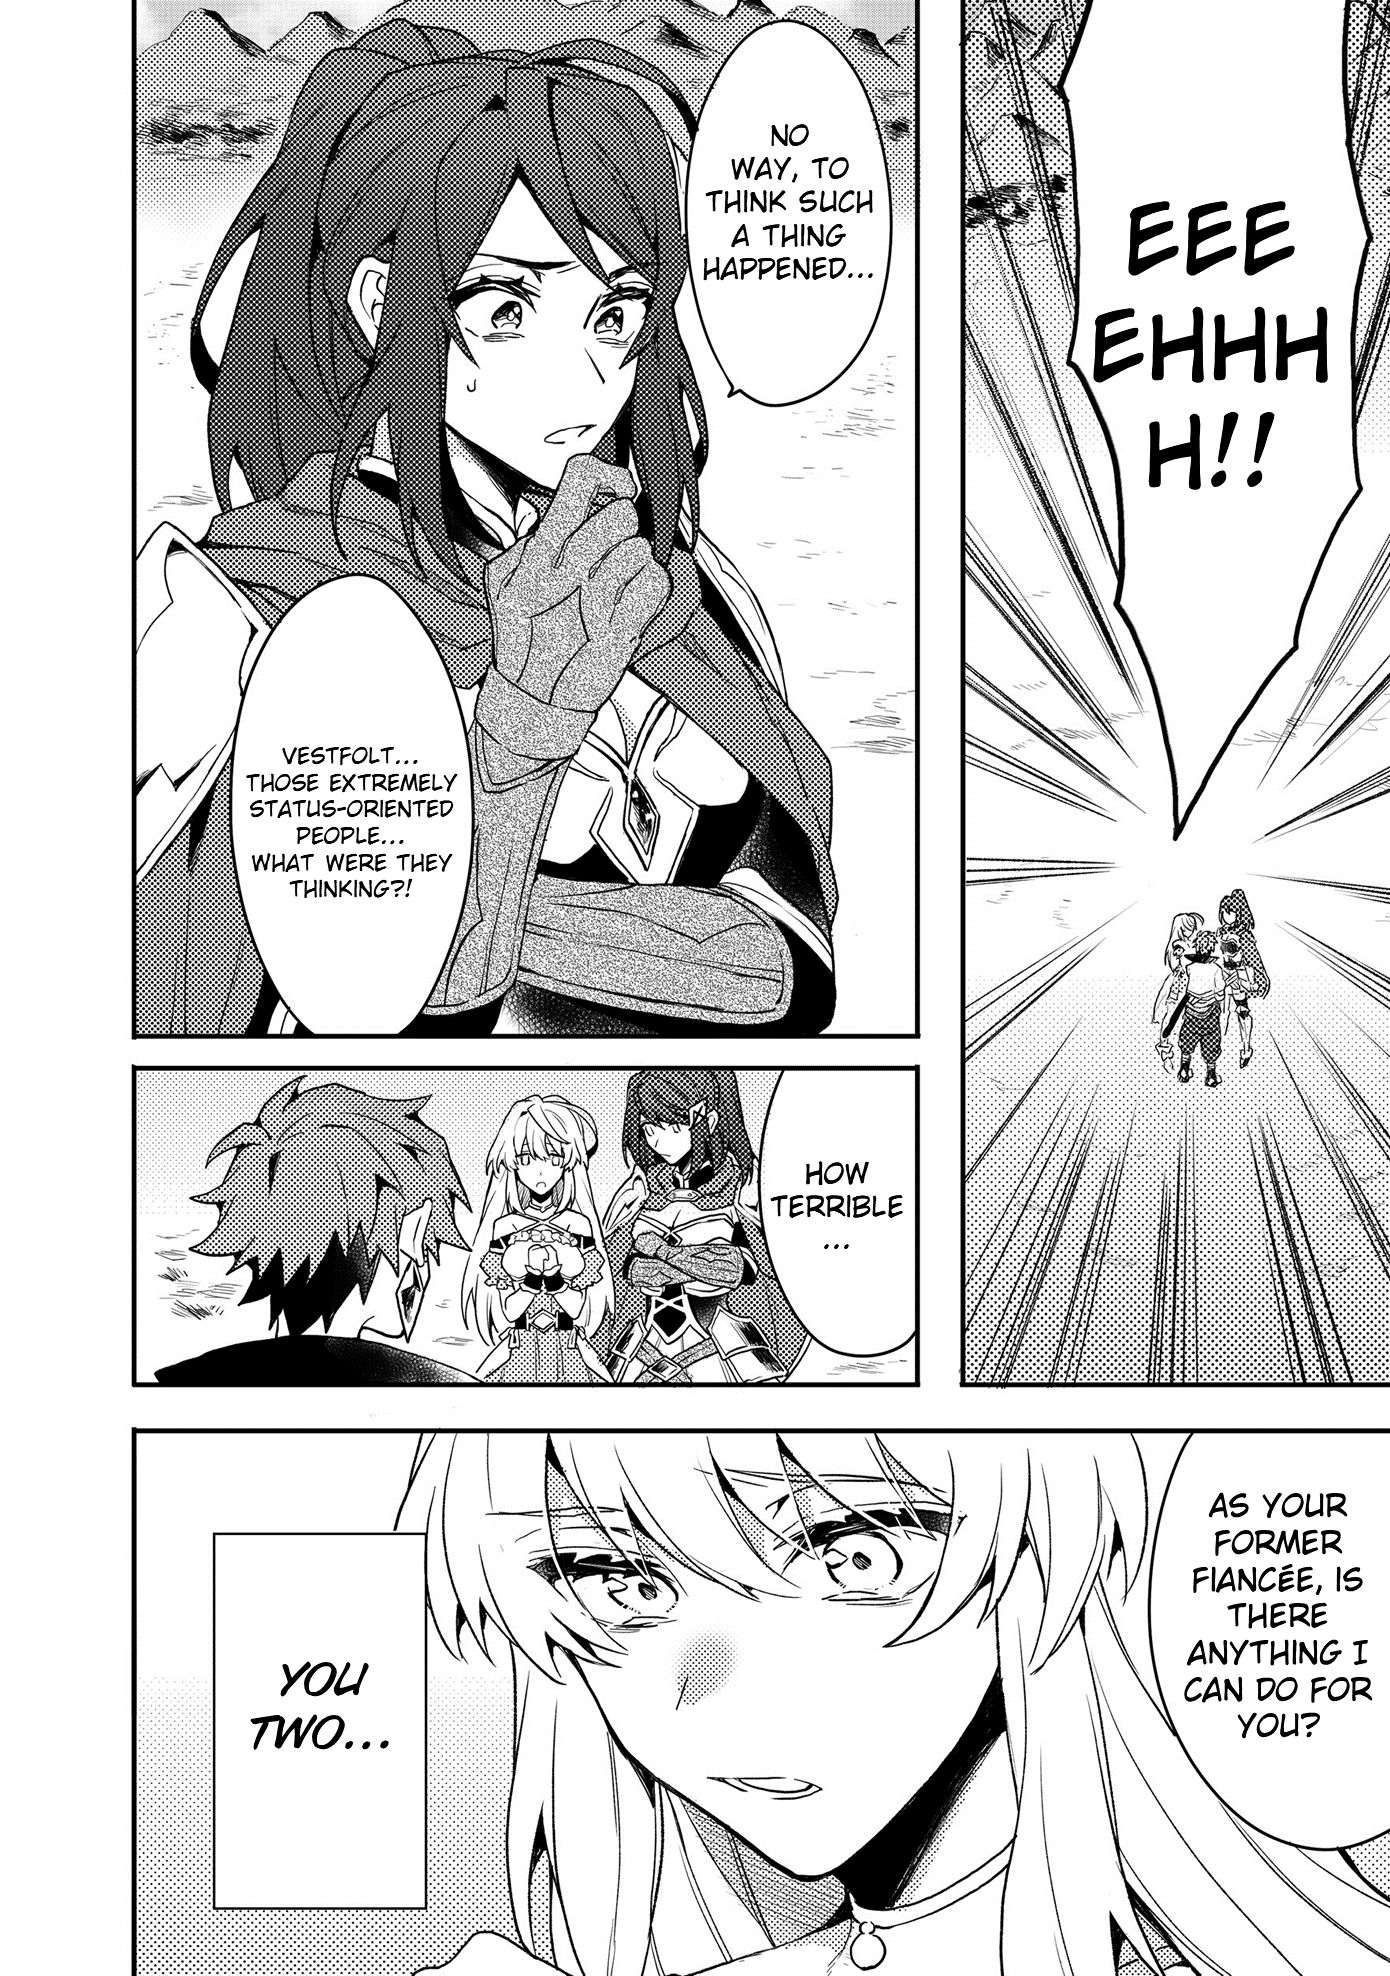 EEE
EHHH
H!!
NO
WAY, TO
THINK SUCH
A THING
HAPPENED...
VESTFOLT...
THOSE EXTREMELY
STATUS-ORIENTED
PEOPLE...
WHAT WERE THEY
THINKING?!
HOW
TERRIBLE
...
AS YOUR
FORMER
FIANCÉE, IS
THERE
ANYTHING I
CAN DO FOR
YOU?
YOU
TWO...